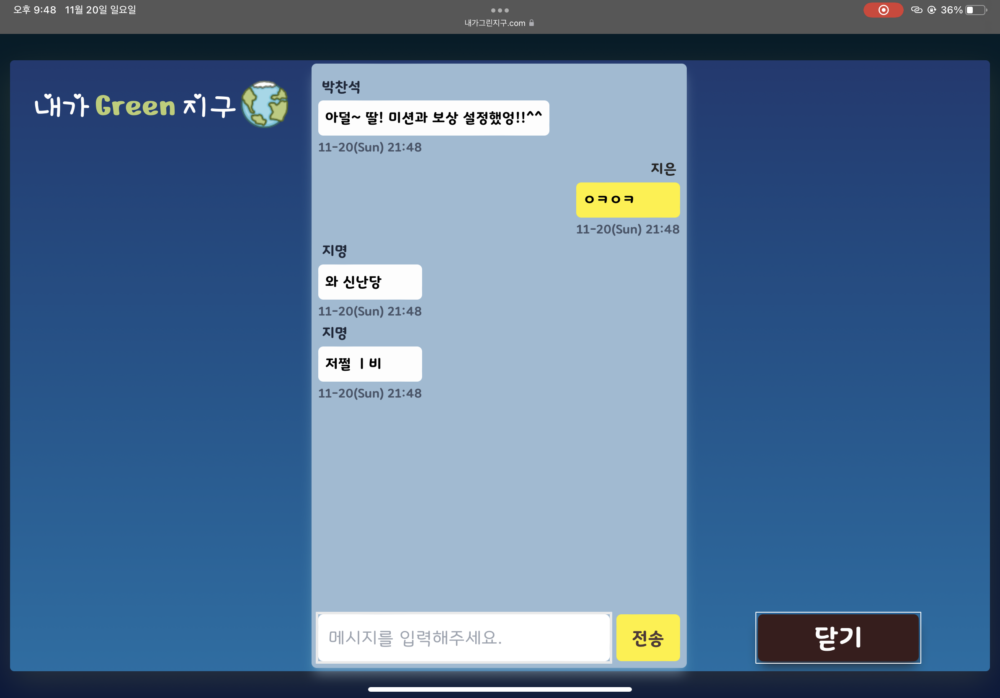 오후 9:48 11월 20일 일요일
36%
내가그린지구.com
내가 Green 지구
박찬석
아덜~ 딸! 미션과 보상 설정했엉!!^^
11-20(Sun) 21:48
지은
ㅇㅋㅇㅋ
11-20(Sun) 21:48
지명
와 신난당
11-20(Sun) 21:48
지명
저쩔 ㅣ비
11-20(Sun) 21:48
메시지를 입력해주세요.
전송
닫기